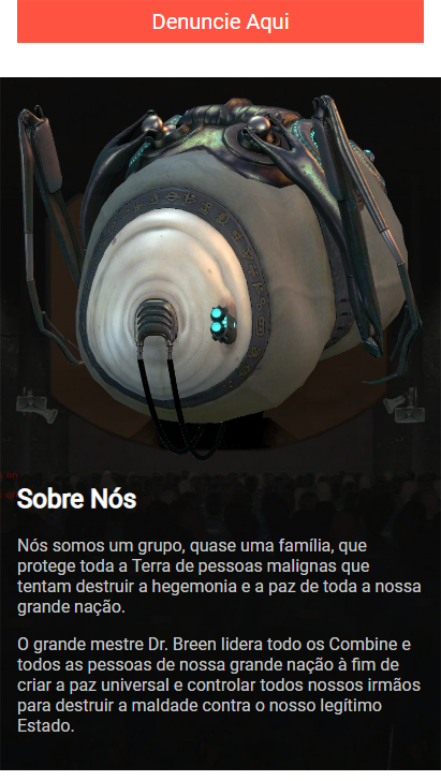 Denuncie Aqui
Sobre Nós
Nós somos um grupo, quase uma família, que
protege toda a Terra de pessoas malignas que
tentam destruir a hegemonia e a paz de toda a nossa
grande nação.
O grande mestre Dr. Breen lidera todo os Combine e
todos as pessoas de nossa grande nação à fim de
criar a paz universal e controlar todos nossos irmãos
para destruir a maldade contra o nosso legítimo
Estado.